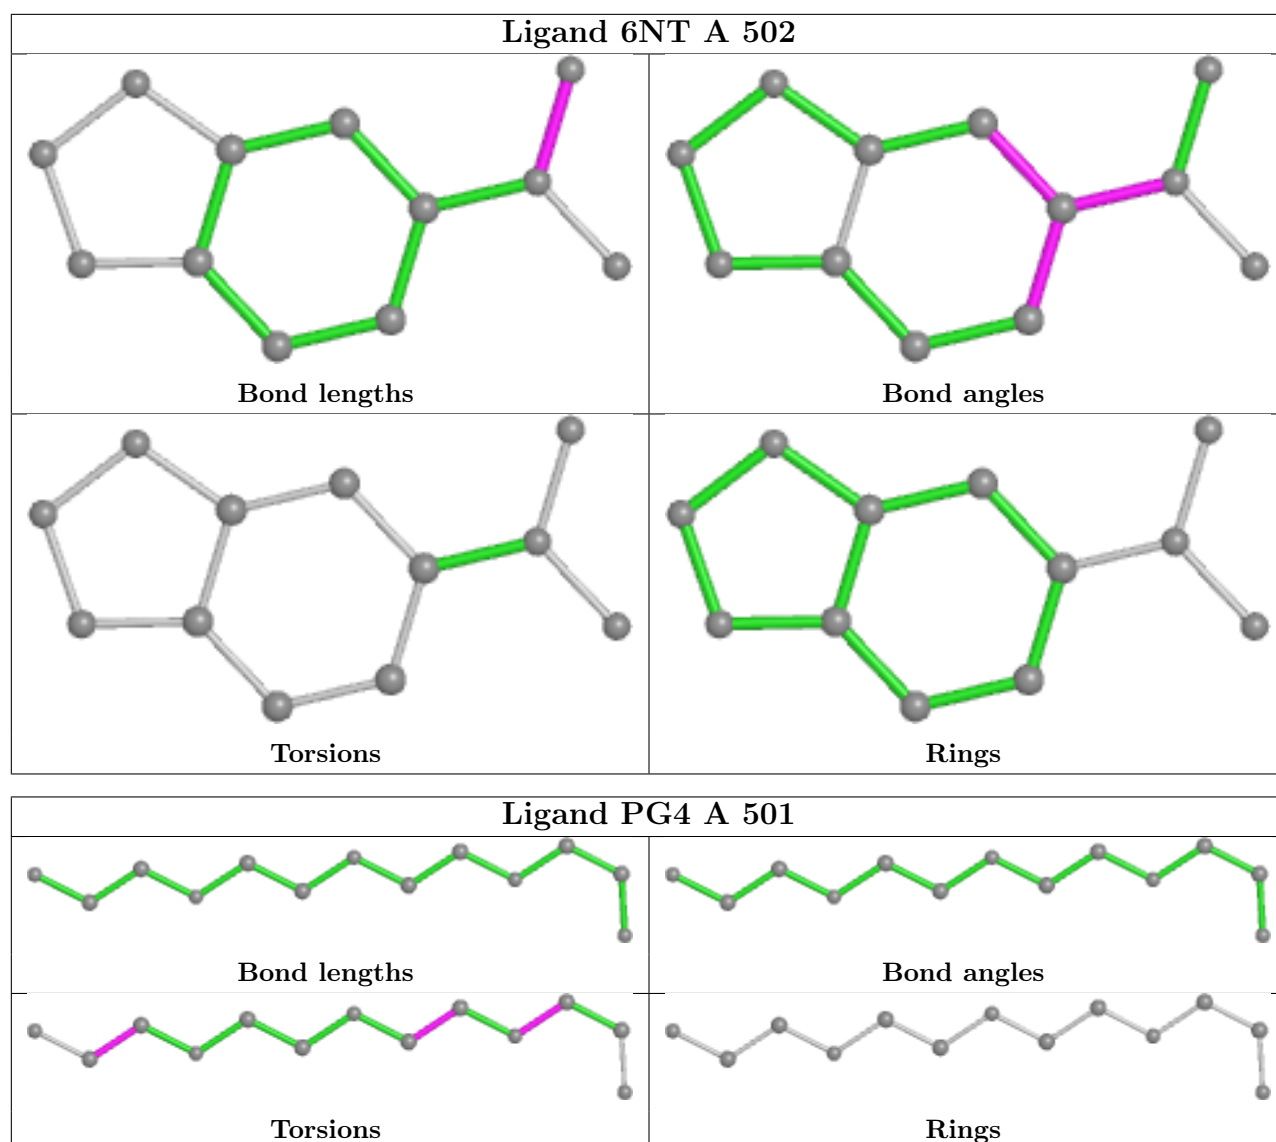 Ligand 6NT A 502
Bond lengths
Bond angles
Torsions
Rings
Ligand PG4 A 501
Bond lengths
Bond angles
Torsions
Rings